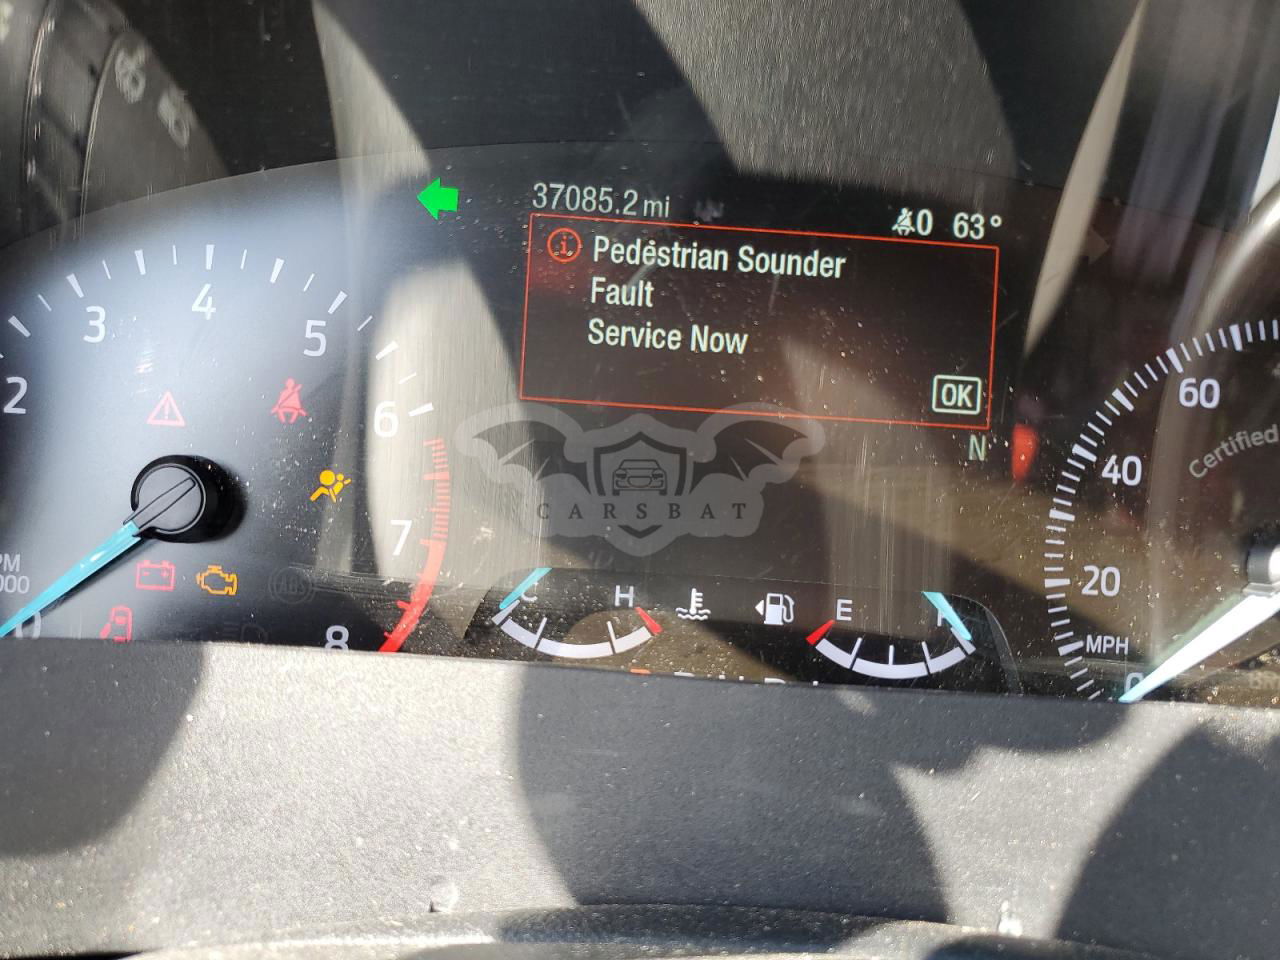 37085.2 mi
0 63°
Pedestrian Sounder
Fault
Service Now
OK
N
2 3 4 5 6 7 8
C H
E
60
40
20
MPH
0
Certified
ABS
CARSBAT